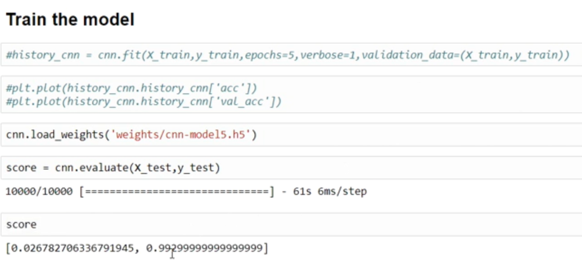 Train the model
#history_cnn = cnn.fit(X_train,y_train,epochs=5,verbose=1,validation_data=(X_train,y_train))
#plt.plot(history_cnn.history_cnn['acc'])
#plt.plot(history_cnn.history_cnn['val_acc'])
cnn.load_weights('weights/cnn-model5.h5')
score = cnn.evaluate(X_test,y_test)
10000/10000 [==============================] - 61s 6ms/step
score
[0.026782706336791945, 0.99299999999999999]